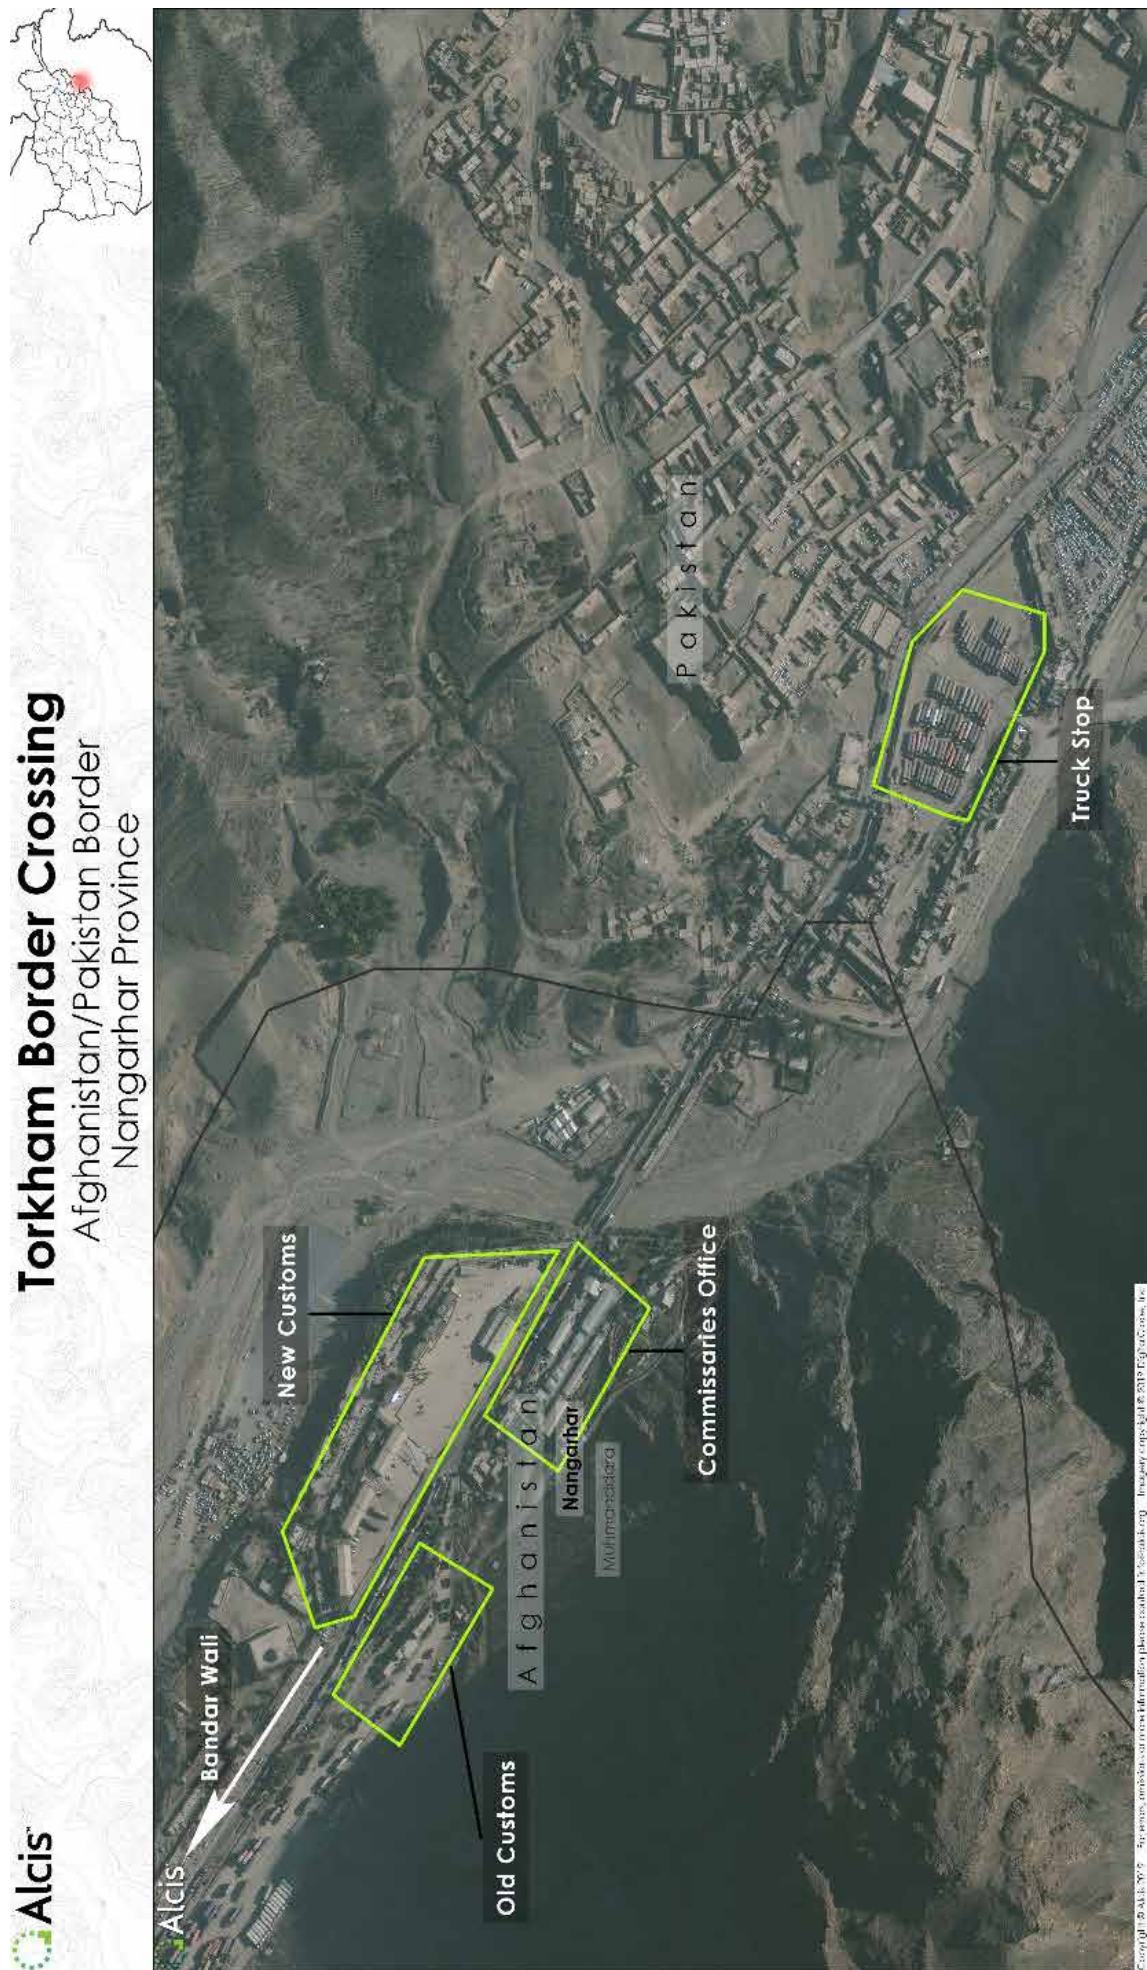 Alcis
Torkham Border Crossing
Afghanistan/Pakistan Border
Nangarhar Province
Alcis
Bandar Wali
New Customs
Old Customs
Afghanistan
Nangarhar
Muhmanddara
Commissaries Office
Pakistan
Truck Stop